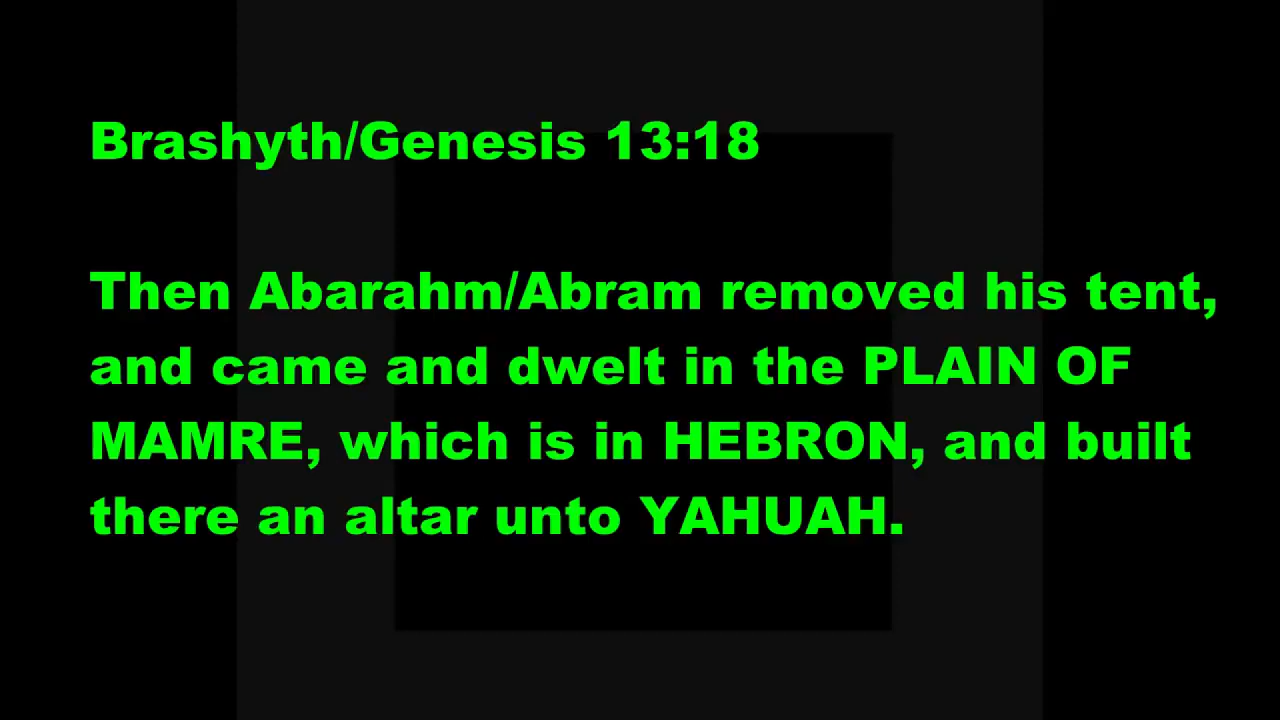 Brashyth/Genesis 13:18
Then Abarahm/Abram removed his tent,
and came and dwelt in the PLAIN OF
MAMRE, which is in HEBRON, and built
there an altar unto YAHUAH.